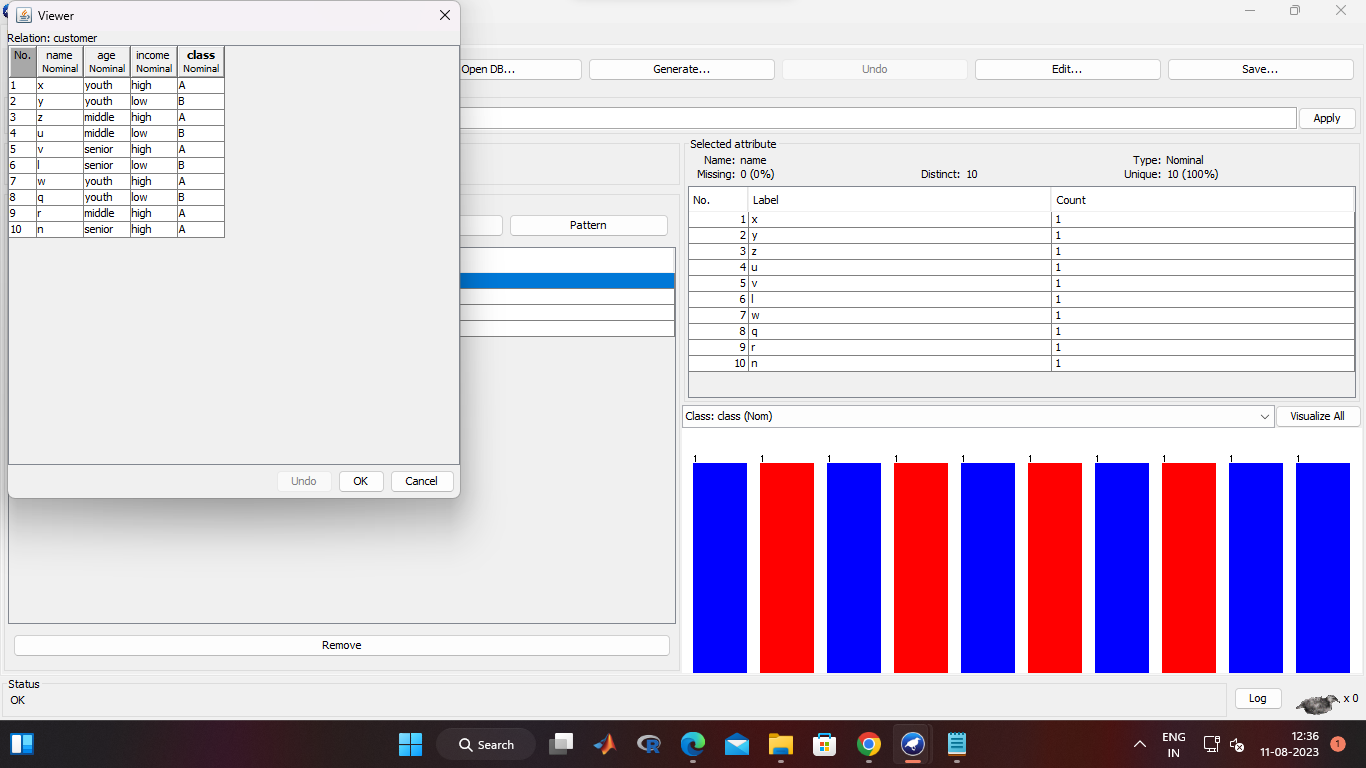 Viewer
Relation: customer
No. name age income class
Nominal Nominal Nominal Nominal
1 x youth high A
2 y youth low B
3 z middle high A
4 u middle low B
5 v senior high A
6 l senior low B
7 w youth high A
8 q youth low B
9 r middle high A
10 n senior high A
Undo OK Cancel
Open DB... Generate... Undo Edit... Save...
Apply
Pattern
Remove
Selected attribute
Name: name Type: Nominal
Missing: 0 (0%) Distinct: 10 Unique: 10 (100%)
No. Label Count
1 x 1
2 y 1
3 z 1
4 u 1
5 v 1
6 l 1
7 w 1
8 q 1
9 r 1
10 n 1
Class: class (Nom) Visualize All
1 1 1 1 1 1 1 1 1 1
Status
OK
Log x 0
Search
ENG
IN
12:36
11-08-2023
1